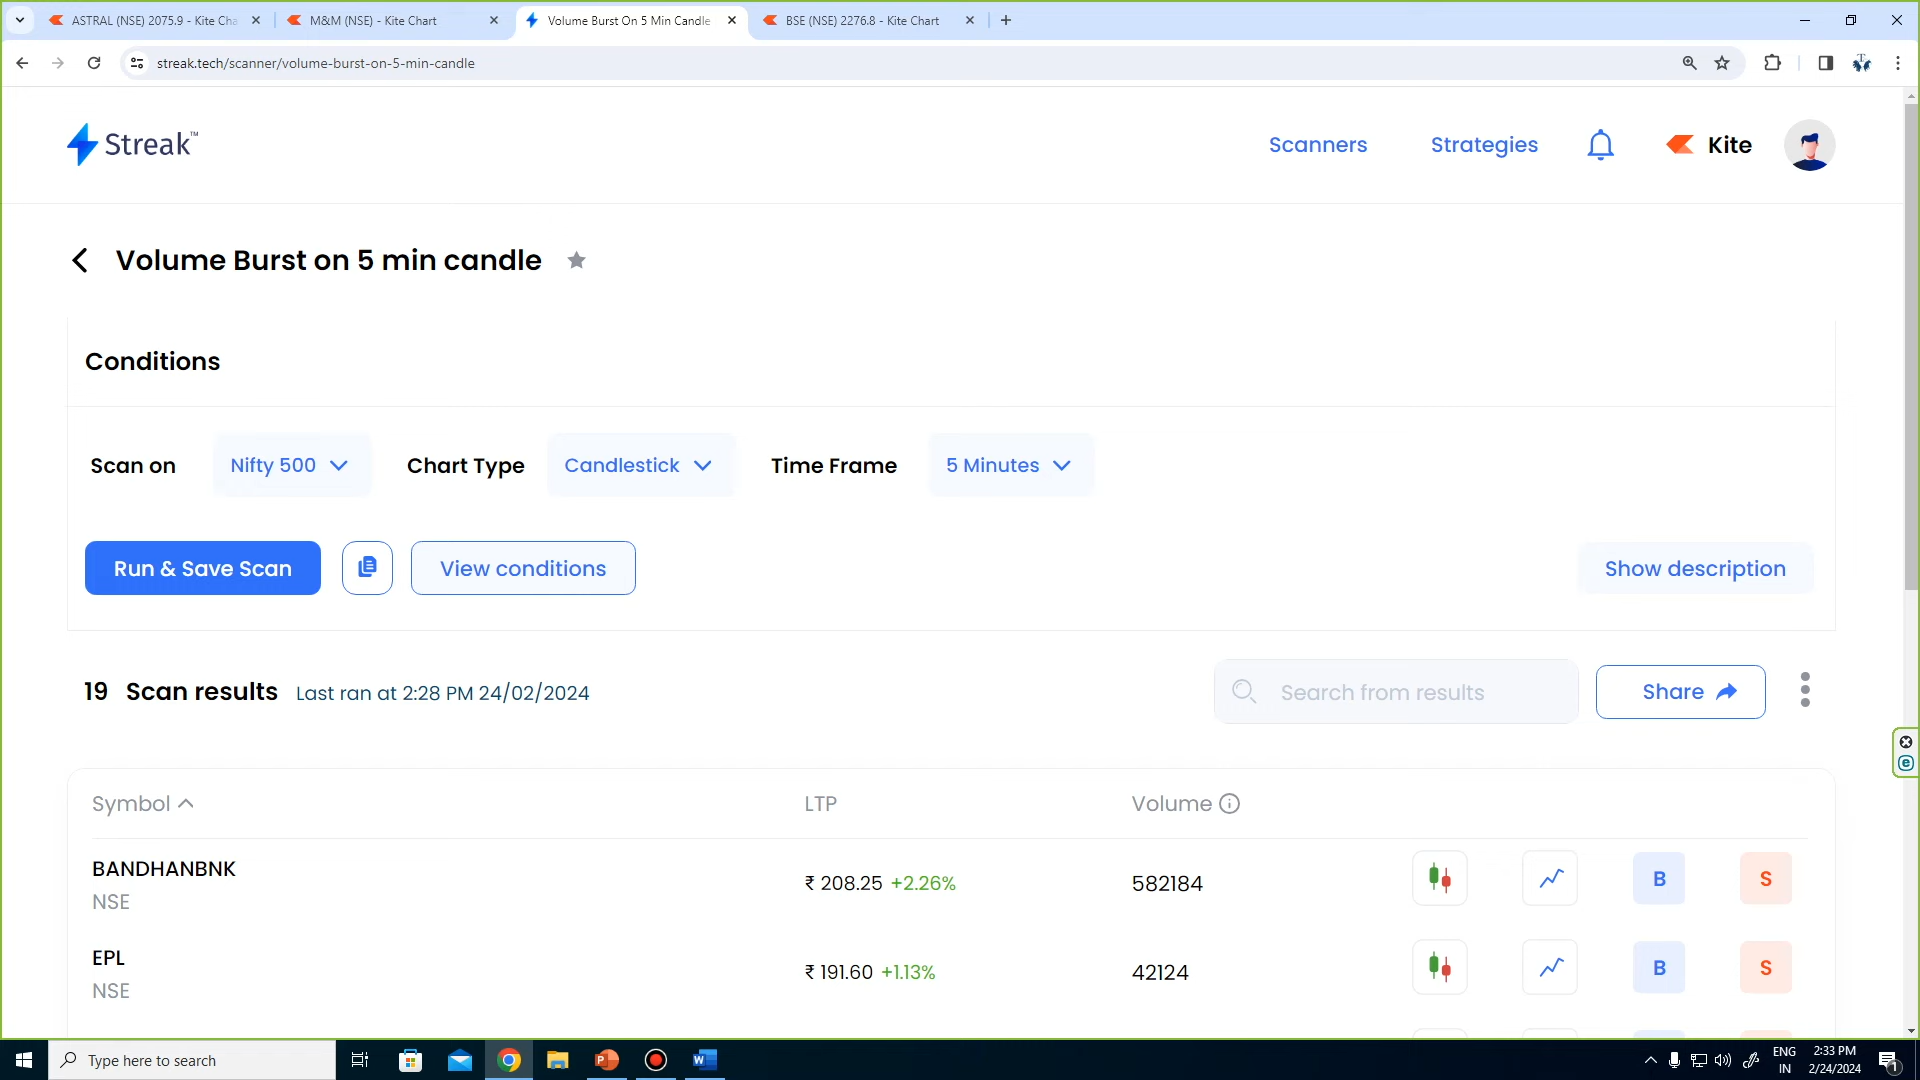 ASTRAL (NSE) 2075.9 - Kite Cha
M&M (NSE) - Kite Chart
Volume Burst On 5 Min Candle
BSE (NSE) 2276.8 - Kite Chart
streak.tech/scanner/volume-burst-on-5-min-candle
Streak™
Scanners
Strategies
Kite
Volume Burst on 5 min candle
Conditions
Scan on
Nifty 500
Chart Type
Candlestick
Time Frame
5 Minutes
Run & Save Scan
View conditions
Show description
19 Scan results
Last ran at 2:28 PM 24/02/2024
Search from results
Share
Symbol
LTP
Volume
BANDHANBNK
NSE
₹ 208.25 +2.26%
582184
B
S
EPL
NSE
₹ 191.60 +1.13%
42124
B
S
Type here to search
ENG
IN
2:33 PM
2/24/2024
1